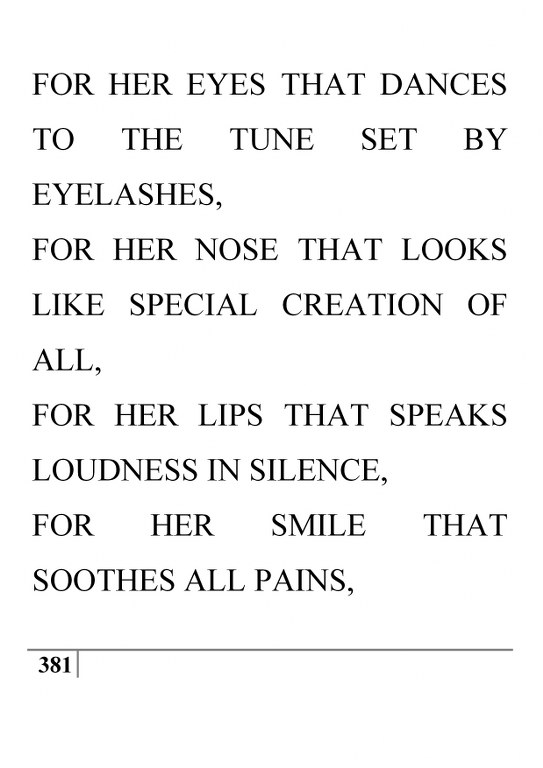 FOR HER EYES THAT DANCES
TO THE TUNE SET BY
EYELASHES,
FOR HER NOSE THAT LOOKS
LIKE SPECIAL CREATION OF
ALL,
FOR HER LIPS THAT SPEAKS
LOUDNESS IN SILENCE,
FOR HER SMILE THAT
SOOTHES ALL PAINS,
381